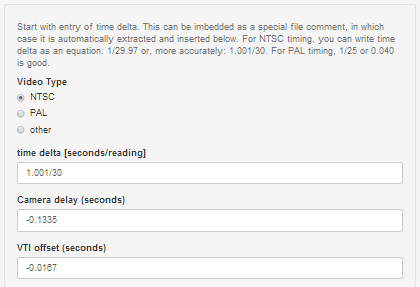 Start with entry of time delta. This can be imbedded as a special file comment, in which
case it is automatically extracted and inserted below. For NTSC timing, you can write time
delta as an equation: 1/29.97 or, more accurately: 1.001/30. For PAL timing, 1/25 or 0.040
is good.
Video Type
NTSC
PAL
other
time delta [seconds/reading]
1.001/30
Camera delay (seconds)
-0.1335
VTI offset (seconds)
-0.0167